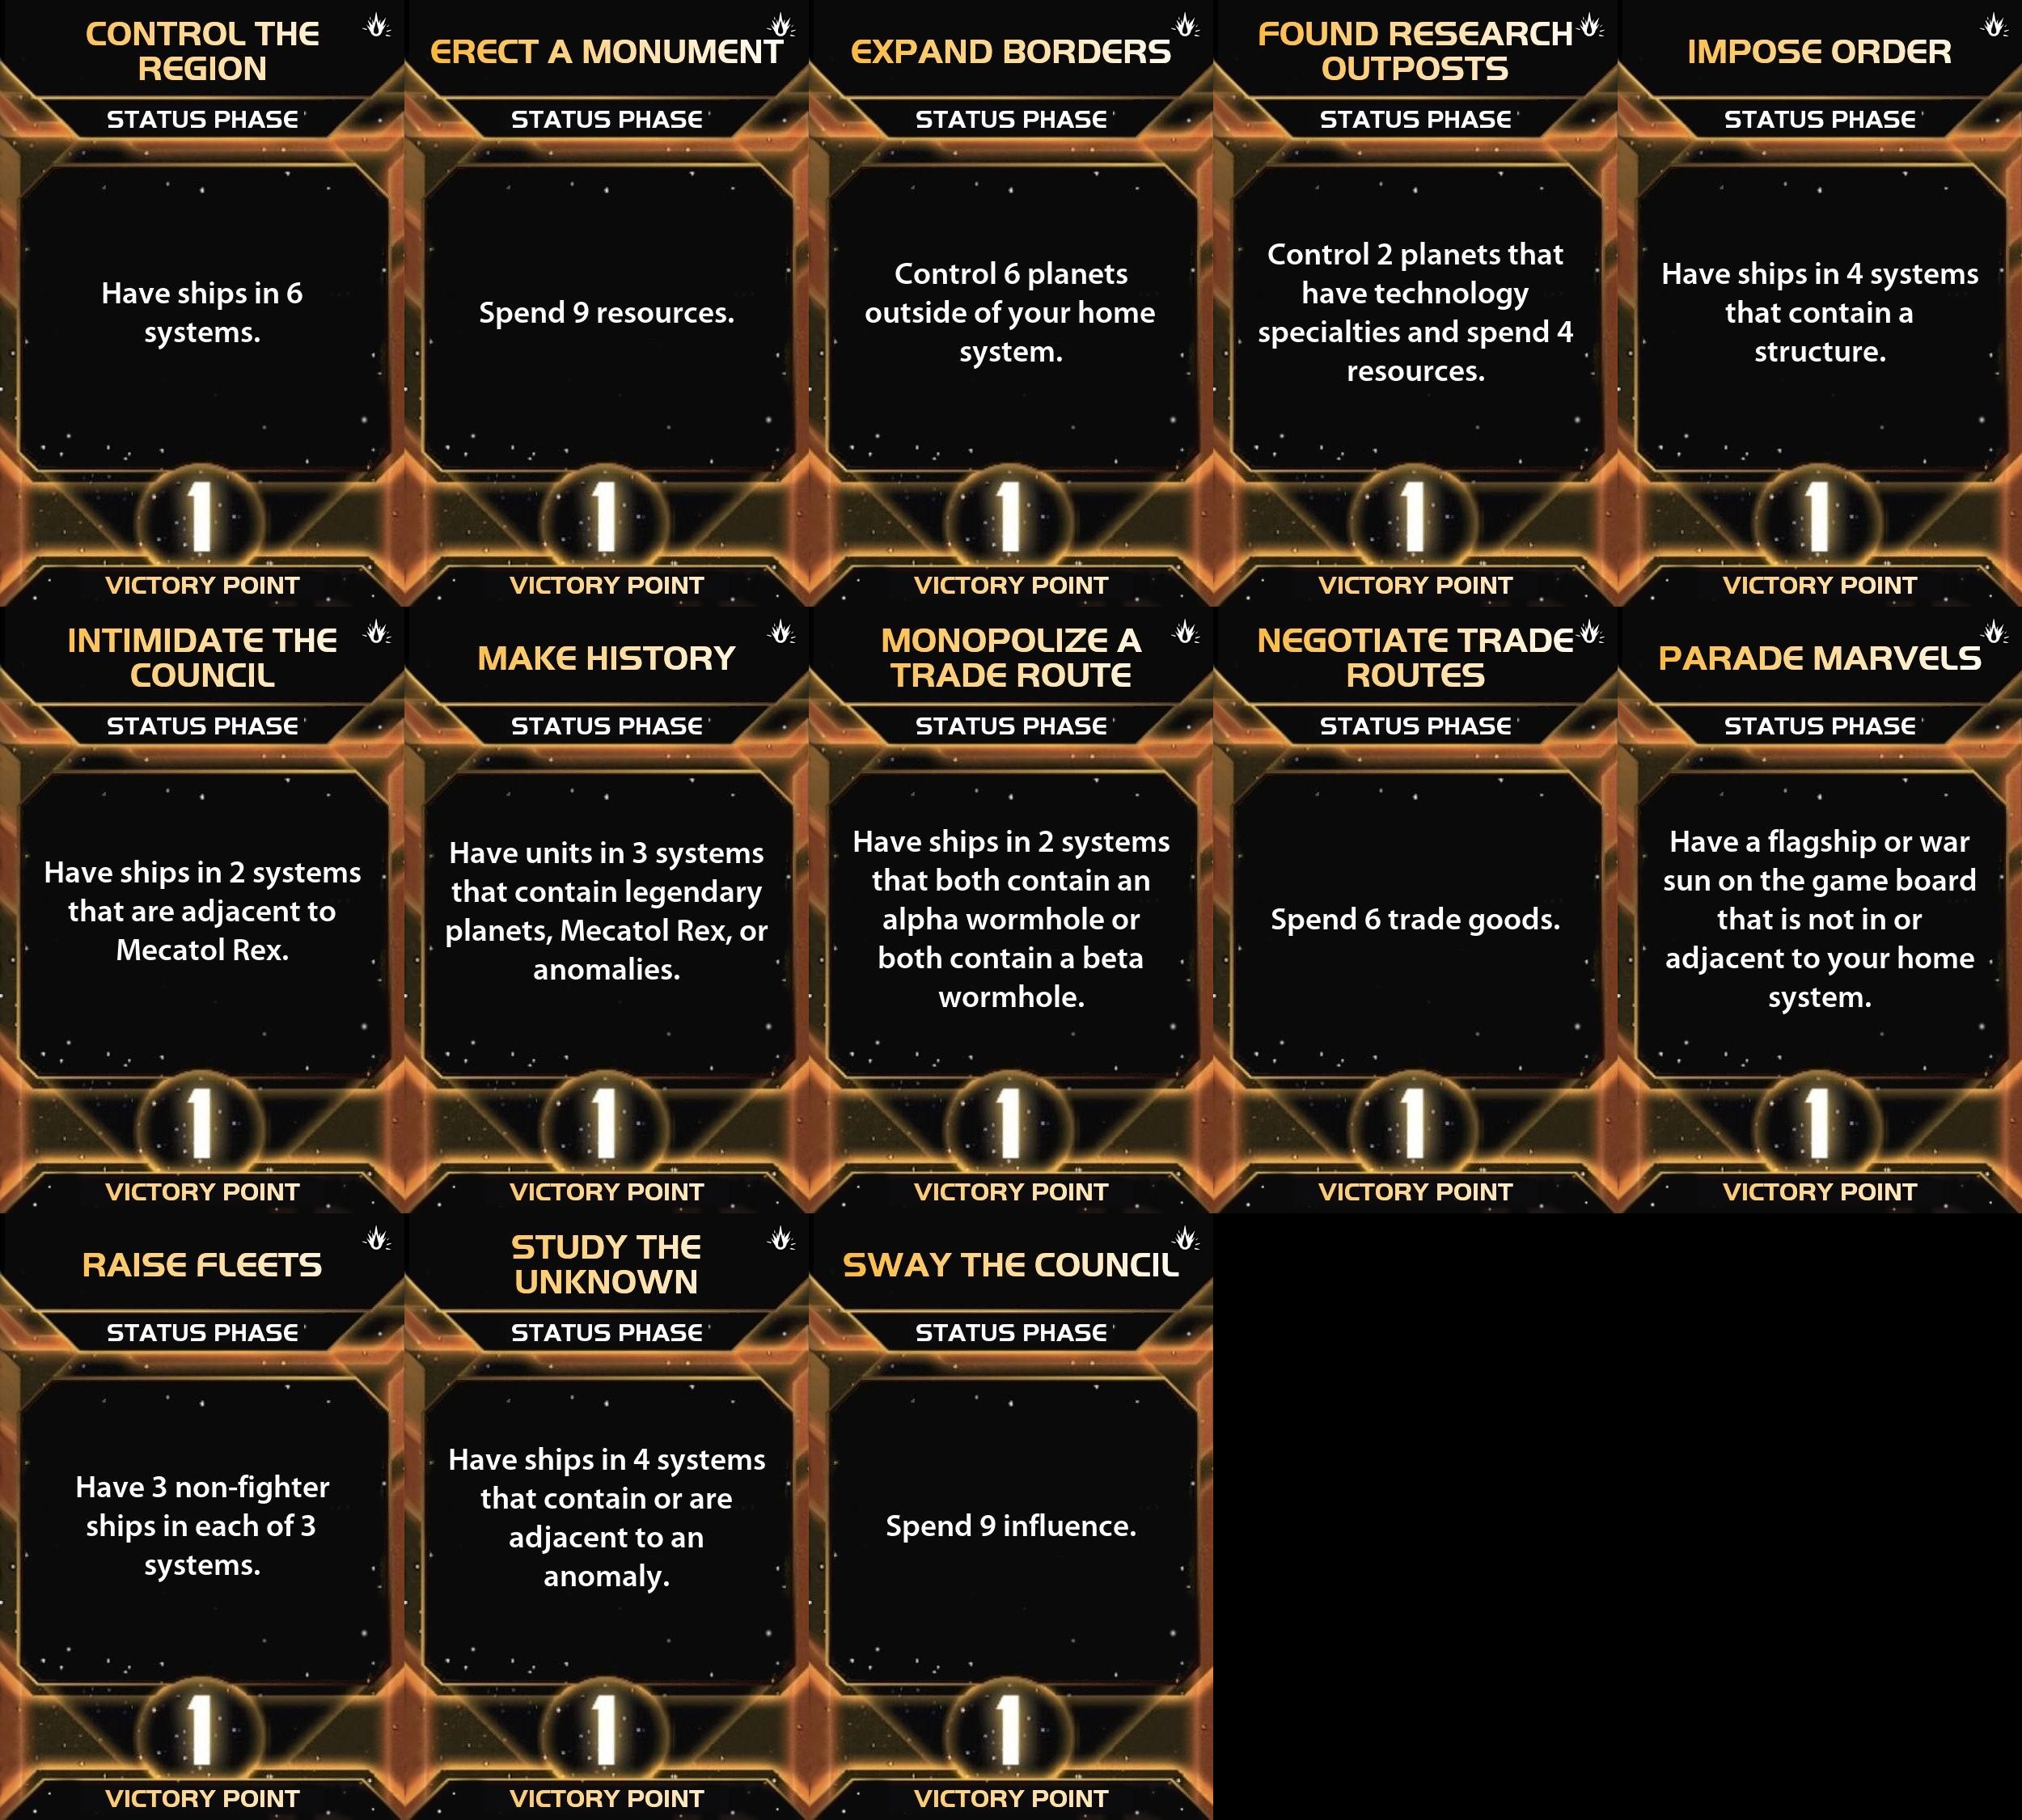 CONTROL THE
REGION
STATUS PHASE
Have ships in 6
systems.
1
VICTORY POINT
ERECT A MONUMENT
STATUS PHASE
Spend 9 resources.
1
VICTORY POINT
EXPAND BORDERS
STATUS PHASE
Control 6 planets
outside of your home
system.
1
VICTORY POINT
FOUND RESEARCH
OUTPOSTS
STATUS PHASE
Control 2 planets that
have technology
specialties and spend 4
resources.
1
VICTORY POINT
IMPOSE ORDER
STATUS PHASE
Have ships in 4 systems
that contain a
structure.
1
VICTORY POINT
INTIMIDATE THE
COUNCIL
STATUS PHASE
Have ships in 2 systems
that are adjacent to
Mecatol Rex.
1
VICTORY POINT
MAKE HISTORY
STATUS PHASE
Have units in 3 systems
that contain legendary
planets, Mecatol Rex, or
anomalies.
1
VICTORY POINT
MONOPOLIZE A
TRADE ROUTE
STATUS PHASE
Have ships in 2 systems
that both contain an
alpha wormhole or
both contain a beta
wormhole.
1
VICTORY POINT
NEGOTIATE TRADE
ROUTES
STATUS PHASE
Spend 6 trade goods.
1
VICTORY POINT
PARADE MARVELS
STATUS PHASE
Have a flagship or war
sun on the game board
that is not in or
adjacent to your home
system.
1
VICTORY POINT
RAISE FLEETS
STATUS PHASE
Have 3 non-fighter
ships in each of 3
systems.
1
VICTORY POINT
STUDY THE
UNKNOWN
STATUS PHASE
Have ships in 4 systems
that contain or are
adjacent to an
anomaly.
1
VICTORY POINT
SWAY THE COUNCIL
STATUS PHASE
Spend 9 influence.
1
VICTORY POINT